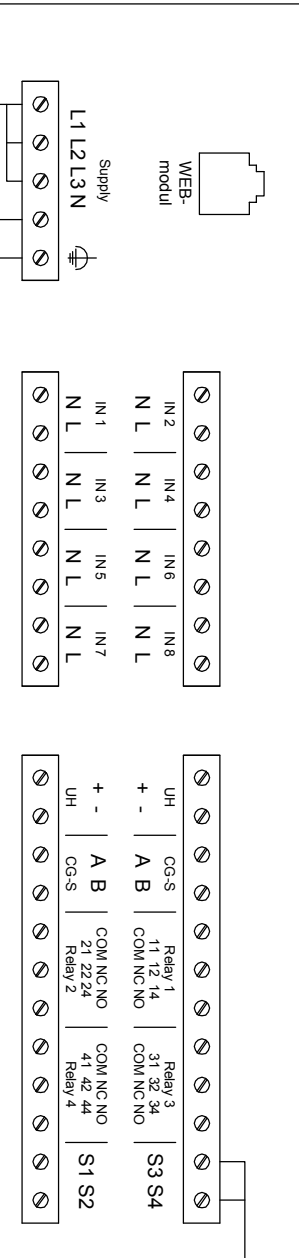 WEB-
modul
Supply
L1 L2 L3 N
IN 2 IN 4 IN 6 IN 8
N L N L N L N L
IN 1 IN 3 IN 5 IN 7
N L N L N L N L
UH CG-S Relay 1 Relay 3
11 12 14 31 32 34
+ - A B COM NC NO COM NC NO S3 S4
+ - A B COM NC NO COM NC NO S1 S2
21 22 24 41 42 44
UH CG-S Relay 2 Relay 4